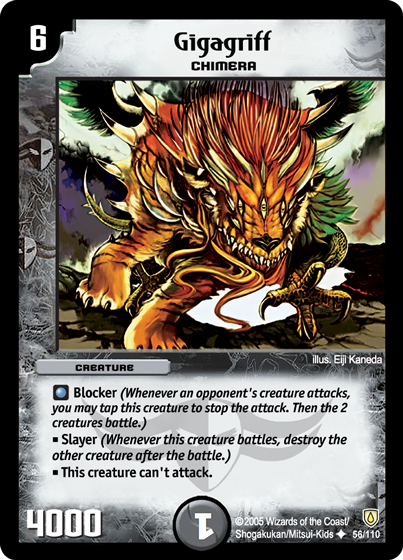 6
Gigagriff
CHIMERA
illus. Eiji Kaneda
CREATURE
Blocker (Whenever an opponent's creature attacks,
you may tap this creature to stop the attack. Then the 2
creatures battle.)
▪ Slayer (Whenever this creature battles, destroy the
other creature after the battle.)
▪ This creature can't attack.
4000
1
©2005 Wizards of the Coast/
Shogakukan/Mitsui-Kids ✦ 56/110